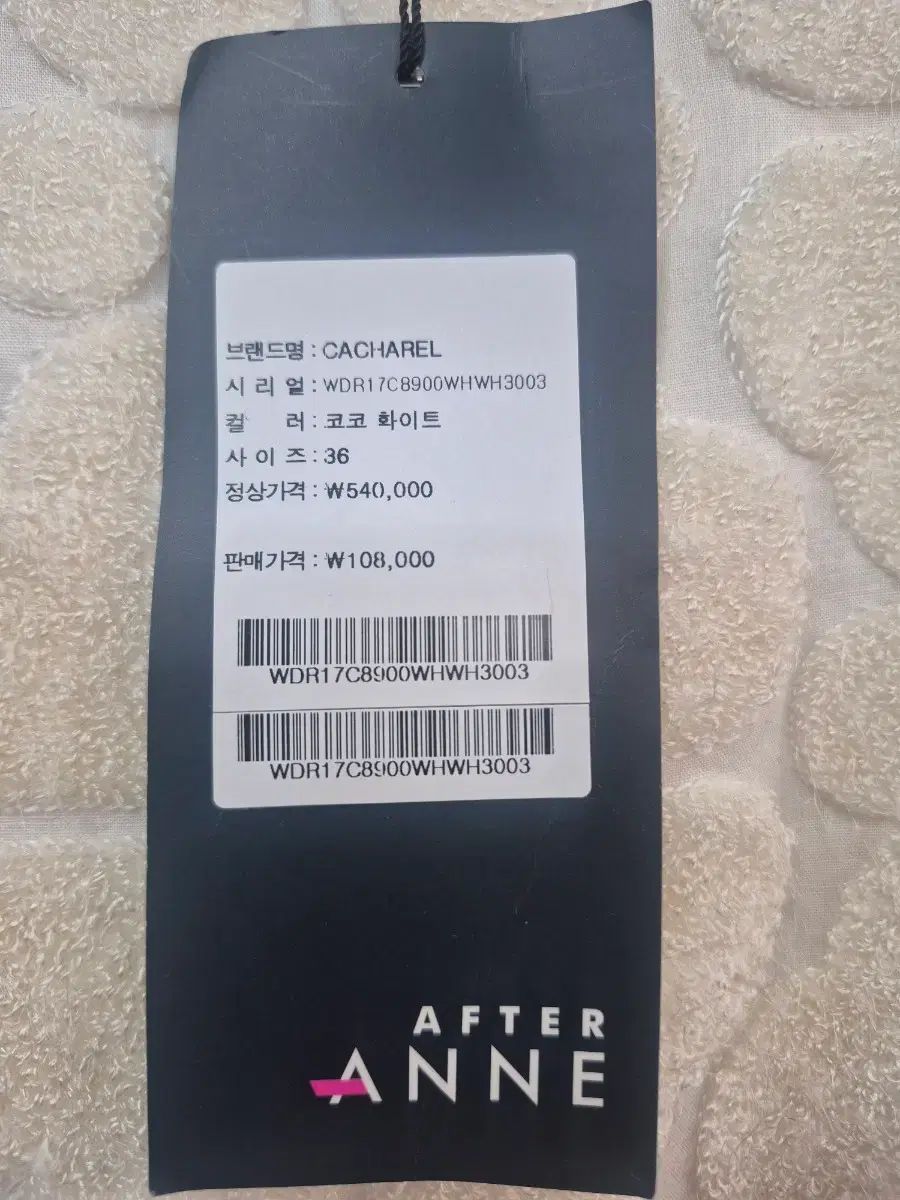 브랜드명 : CACHAREL
시 리 얼 : WDR17C8900WHWH3003
컬 러 : 코코 화이트
사 이 즈 : 36
정상가격 : ₩540,000
판매가격 : ₩108,000
WDR17C8900WHWH3003
WDR17C8900WHWH3003
AFTER
ANNE